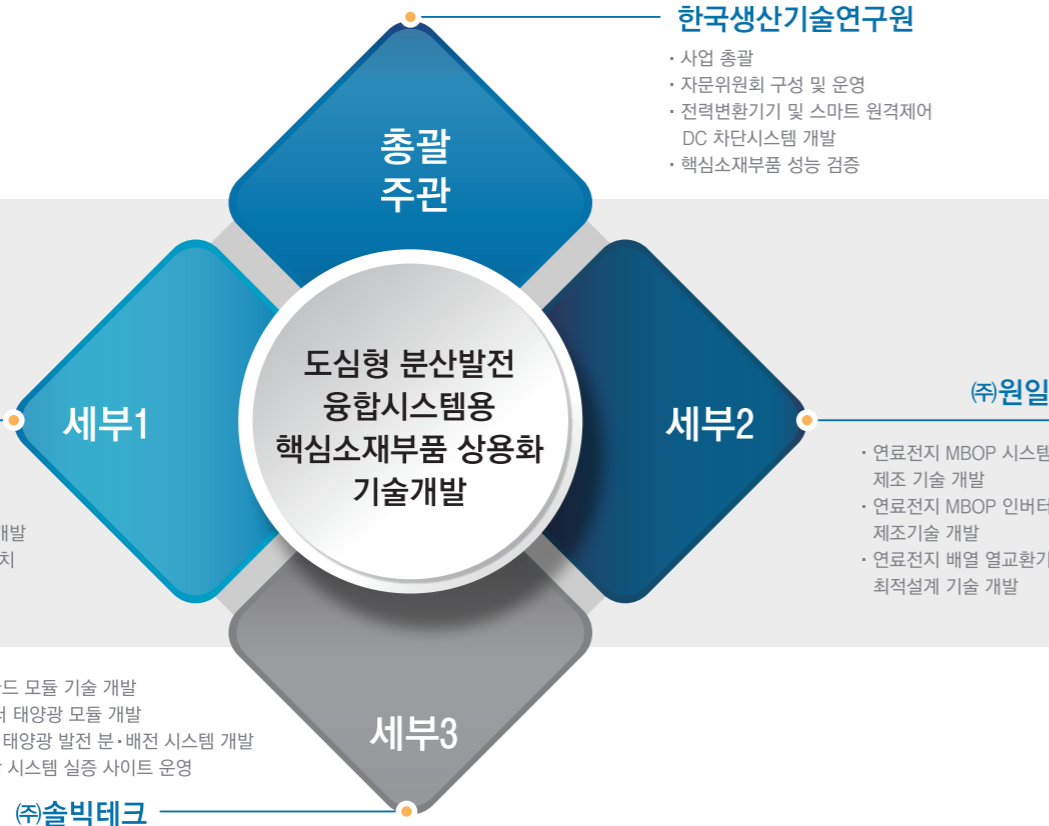 한국생산기술연구원
· 사업 총괄
· 자문위원회 구성 및 운영
· 전력변환기기 및 스마트 원격제어
DC 차단시스템 개발
· 핵심소재부품 성능 검증
총괄
주관
도심형 분산발전
융합시스템용
핵심소재부품 상용화
기술개발
세부1
개발
치
세부2
㈜원일
· 연료전지 MBOP 시스템
제조 기술 개발
· 연료전지 MBOP 인버터
제조기술 개발
· 연료전지 배열 열교환기
최적설계 기술 개발
세부3
드 모듈 기술 개발
태양광 모듈 개발
태양광 발전 분·배전 시스템 개발
시스템 실증 사이트 운영
㈜솔빅테크